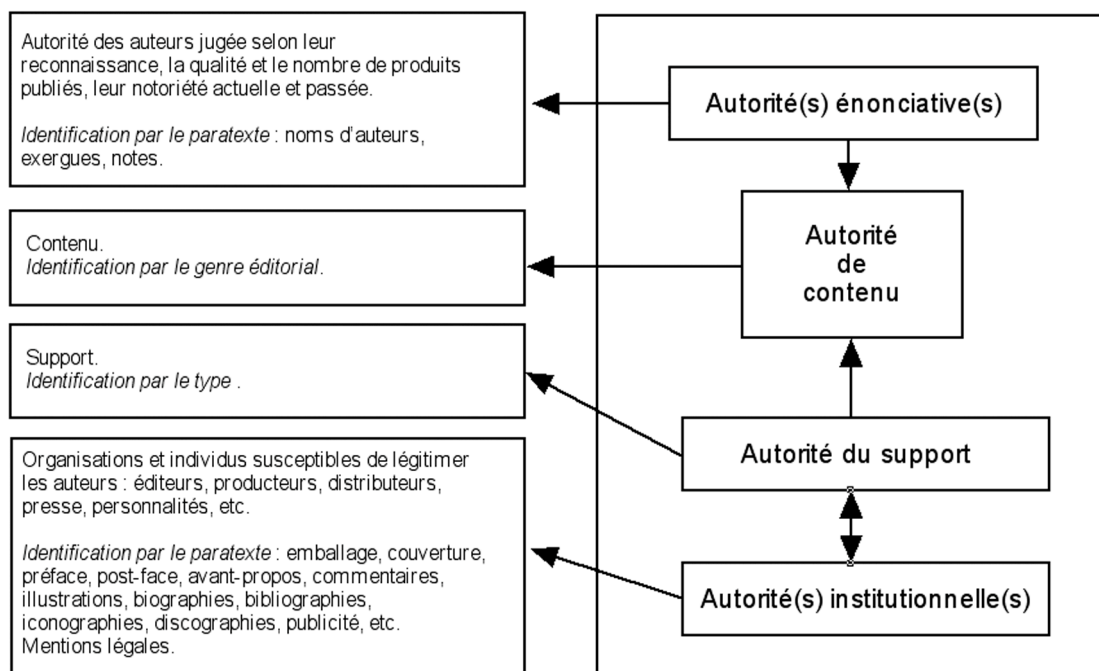 Autorité des auteurs jugée selon leur
reconnaissance, la qualité et le nombre de produits
publiés, leur notoriété actuelle et passée.
Identification par le paratexte : noms d'auteurs,
exergues, notes.
Autorité(s) énonciative(s)
Contenu.
Identification par le genre éditorial.
Autorité
de
contenu
Support.
Identification par le type .
Autorité du support
Organisations et individus susceptibles de légitimer
les auteurs : éditeurs, producteurs, distributeurs,
presse, personnalités, etc.
Identification par le paratexte : emballage, couverture,
préface, post-face, avant-propos, commentaires,
illustrations, biographies, bibliographies,
iconographies, discographies, publicité, etc.
Mentions légales.
Autorité(s) institutionnelle(s)